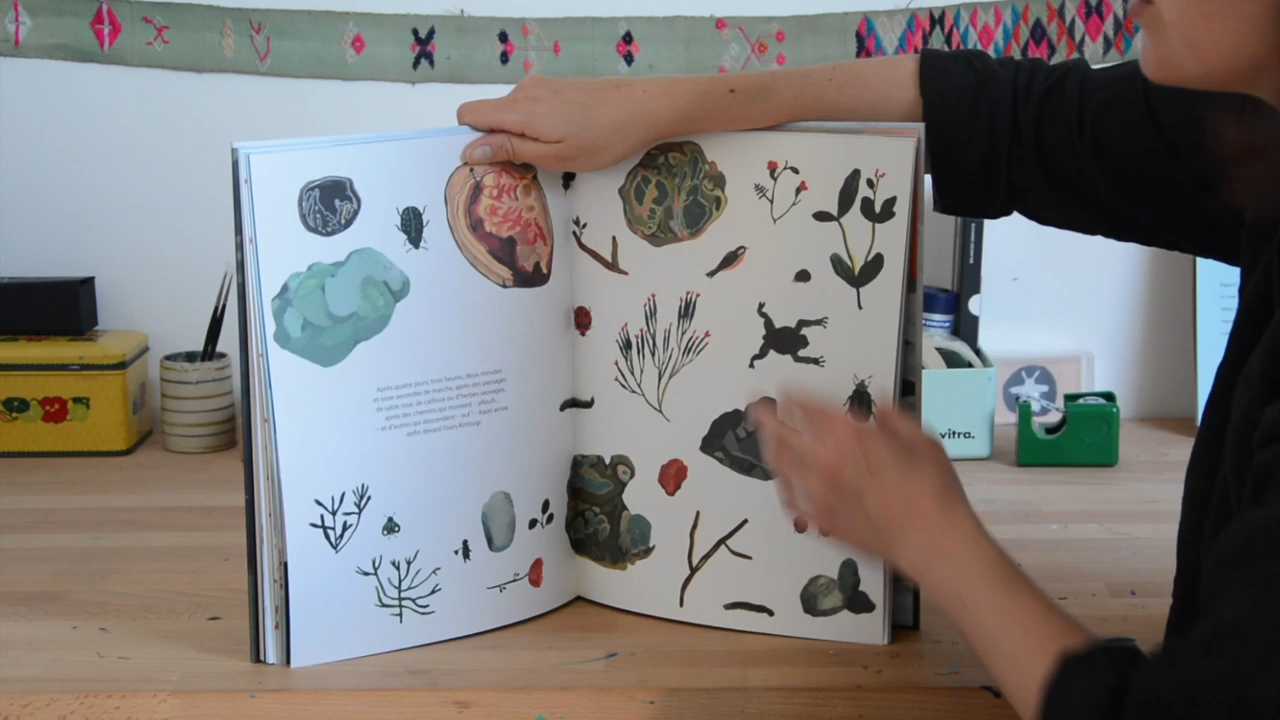 Après quatre jours, trois heures, deux minutes
et onze secondes de marche, après des paysages
de sable rose, de cailloux ou d'herbes sauvages,
après des chemins qui montent – pfouuh...
– et d'autres qui descendent – ouf ! – Kaori arrive
enfin devant l'ours Kintsugi.
vitra.